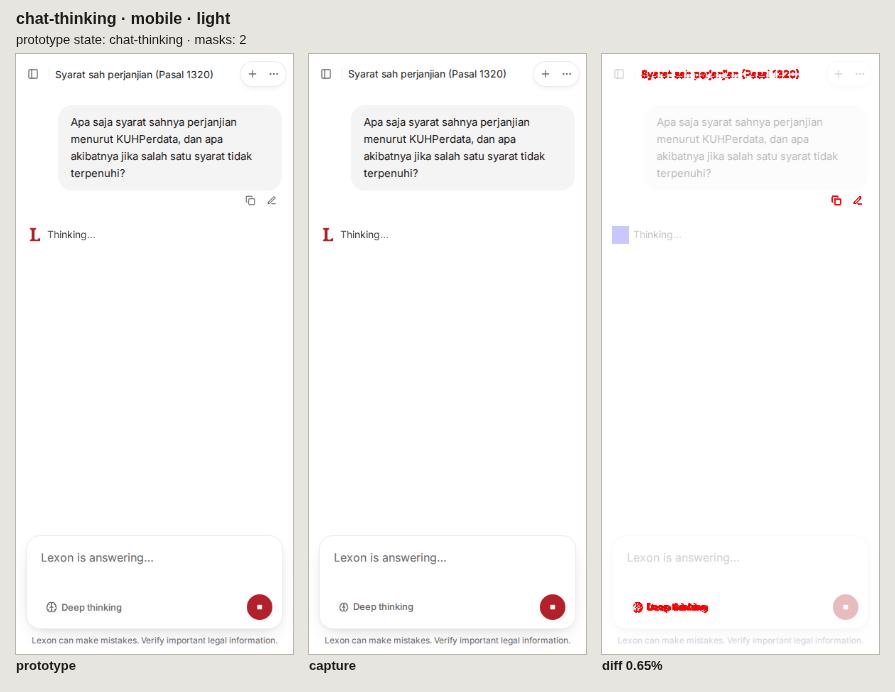 chat-thinking · mobile · light
prototype state: chat-thinking · masks: 2
Syarat sah perjanjian (Pasal 1320)
Apa saja syarat sahnya perjanjian
menurut KUHPerdata, dan apa
akibatnya jika salah satu syarat tidak
terpenuhi?
L Thinking...
Lexon is answering...
Deep thinking
Lexon can make mistakes. Verify important legal information.
prototype
Syarat sah perjanjian (Pasal 1320)
Apa saja syarat sahnya perjanjian
menurut KUHPerdata, dan apa
akibatnya jika salah satu syarat tidak
terpenuhi?
L Thinking...
Lexon is answering...
Deep thinking
Lexon can make mistakes. Verify important legal information.
capture
Syarat sah perjanjian (Pasal 1320)
Apa saja syarat sahnya perjanjian
menurut KUHPerdata, dan apa
akibatnya jika salah satu syarat tidak
terpenuhi?
Thinking...
Lexon is answering...
Deep thinking
Lexon can make mistakes. Verify important legal information.
diff 0.65%